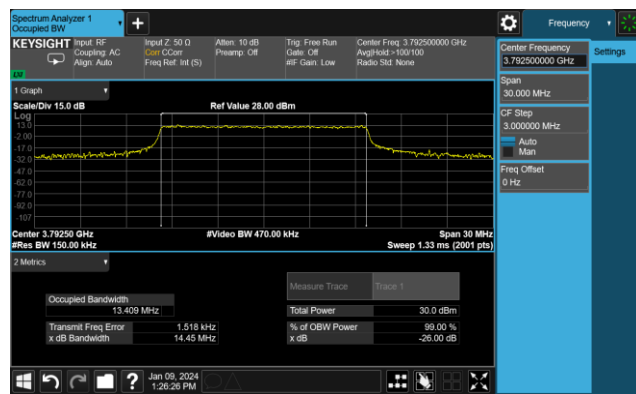 Spectrum Analyzer 1
Occupied BW
+
Frequency
KEYSIGHT
Input: RF
Coupling: AC
Align: Auto
Input Z: 50 Ω
Corr CCorr
Freq Ref: Int (S)
Atten: 10 dB
Preamp: Off
Trig: Free Run
Gate: Off
#IF Gain: Low
Center Freq: 3.792500000 GHz
Avg|Hold:>100/100
Radio Std: None
Center Frequency
3.792500000 GHz
Settings
Span
30.000 MHz
CF Step
3.000000 MHz
Auto
Man
Freq Offset
0 Hz
1 Graph
Scale/Div 15.0 dB
Ref Value 28.00 dBm
Log
13.0
-2.00
-17.0
-32.0
-47.0
-62.0
-77.0
-92.0
-107
Center 3.79250 GHz
#Video BW 470.00 kHz
Span 30 MHz
#Res BW 150.00 kHz
Sweep 1.33 ms (2001 pts)
2 Metrics
Measure Trace
Trace 1
Occupied Bandwidth
13.409 MHz
Total Power
30.0 dBm
Transmit Freq Error
1.518 kHz
% of OBW Power
99.00 %
x dB Bandwidth
14.45 MHz
x dB
-26.00 dB
?
Jan 09, 2024
1:26:26 PM